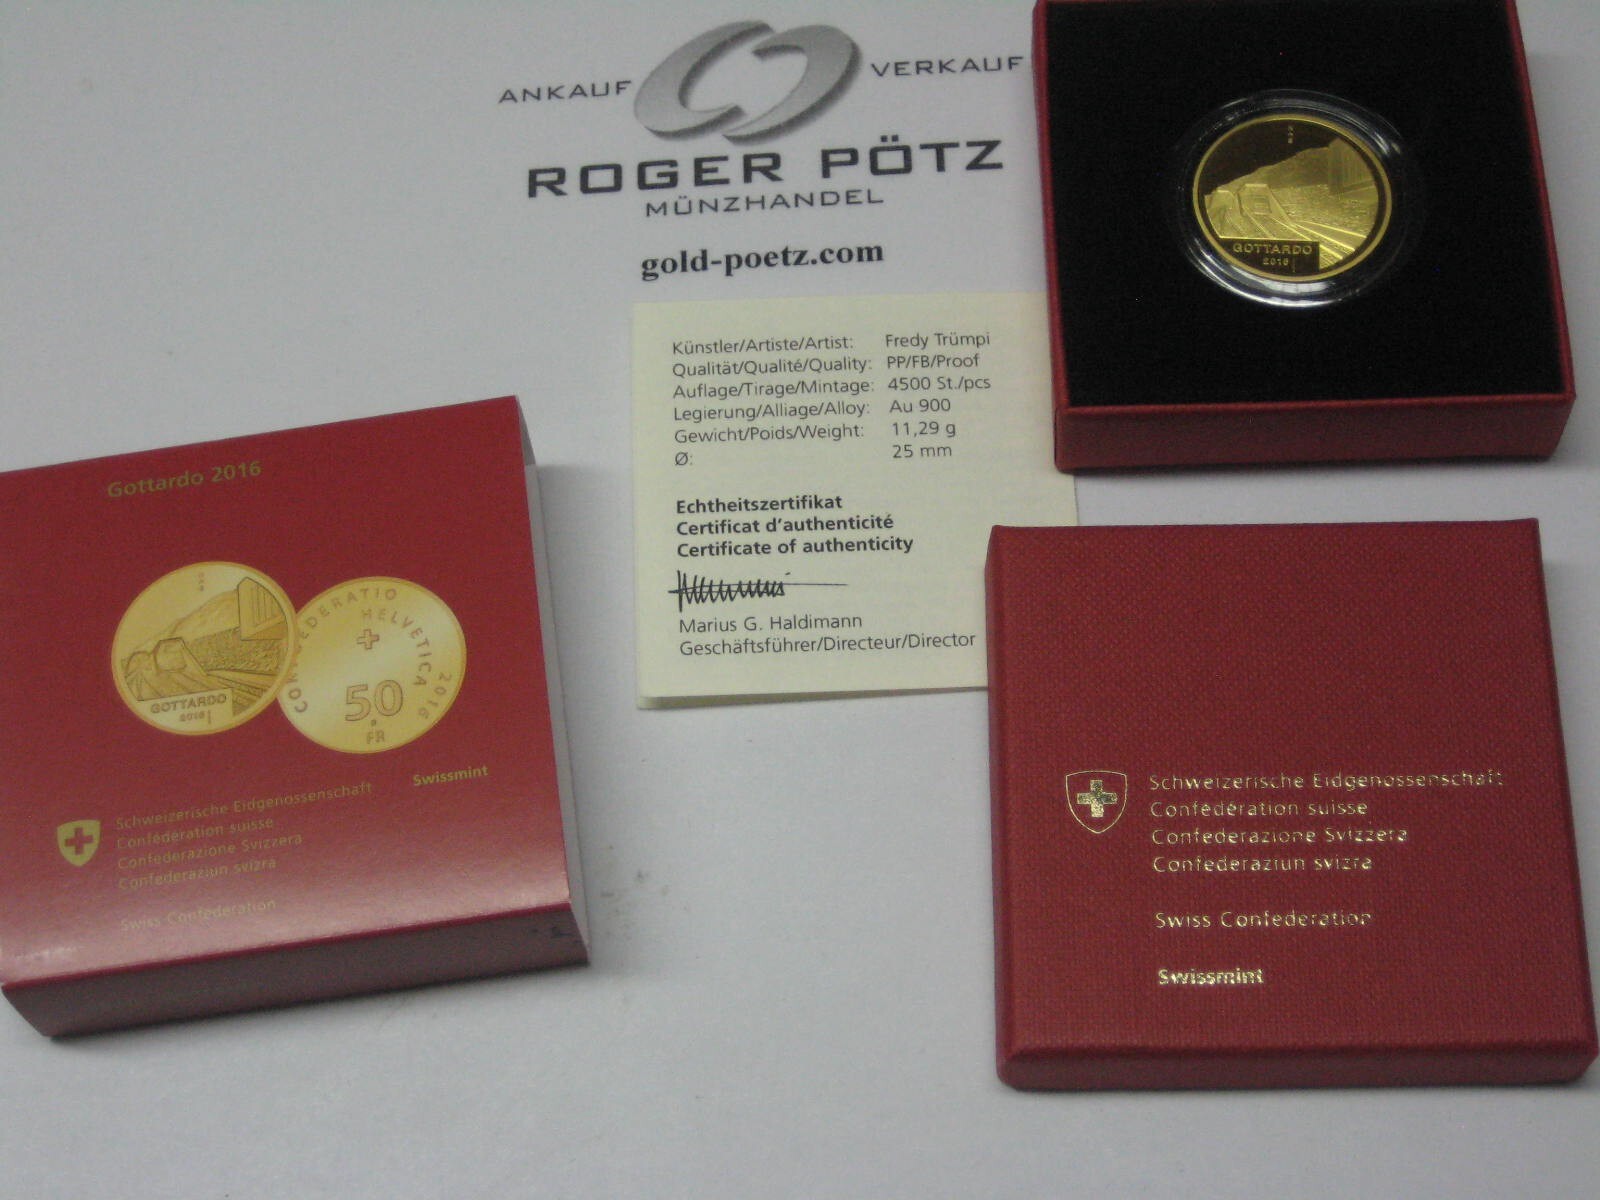 ANKAUF VERKAUF
ROGER PÖTZ
MÜNZHANDEL
gold-poetz.com
GOTTARDO
2016
Künstler/Artiste/Artist: Fredy Trümpi
Qualität/Qualité/Quality: PP/FB/Proof
Auflage/Tirage/Mintage: 4500 St./pcs
Legierung/Alliage/Alloy: Au 900
Gewicht/Poids/Weight: 11,29 g
Ø: 25 mm
Echtheitszertifikat
Certificat d'authenticité
Certificate of authenticity
Marius G. Haldimann
Geschäftsführer/Directeur/Director
Gottardo 2016
GOTTARDO
2016
CONFŒDERATIO
HELVETICA 2016
50
FR
Swissmint
Schweizerische Eidgenossenschaft
Confédération suisse
Confederazione Svizzera
Confederaziun svizra
Swiss Confederation
Schweizerische Eidgenossenschaft
Confédération suisse
Confederazione Svizzera
Confederaziun svizra
Swiss Confederation
Swissmint